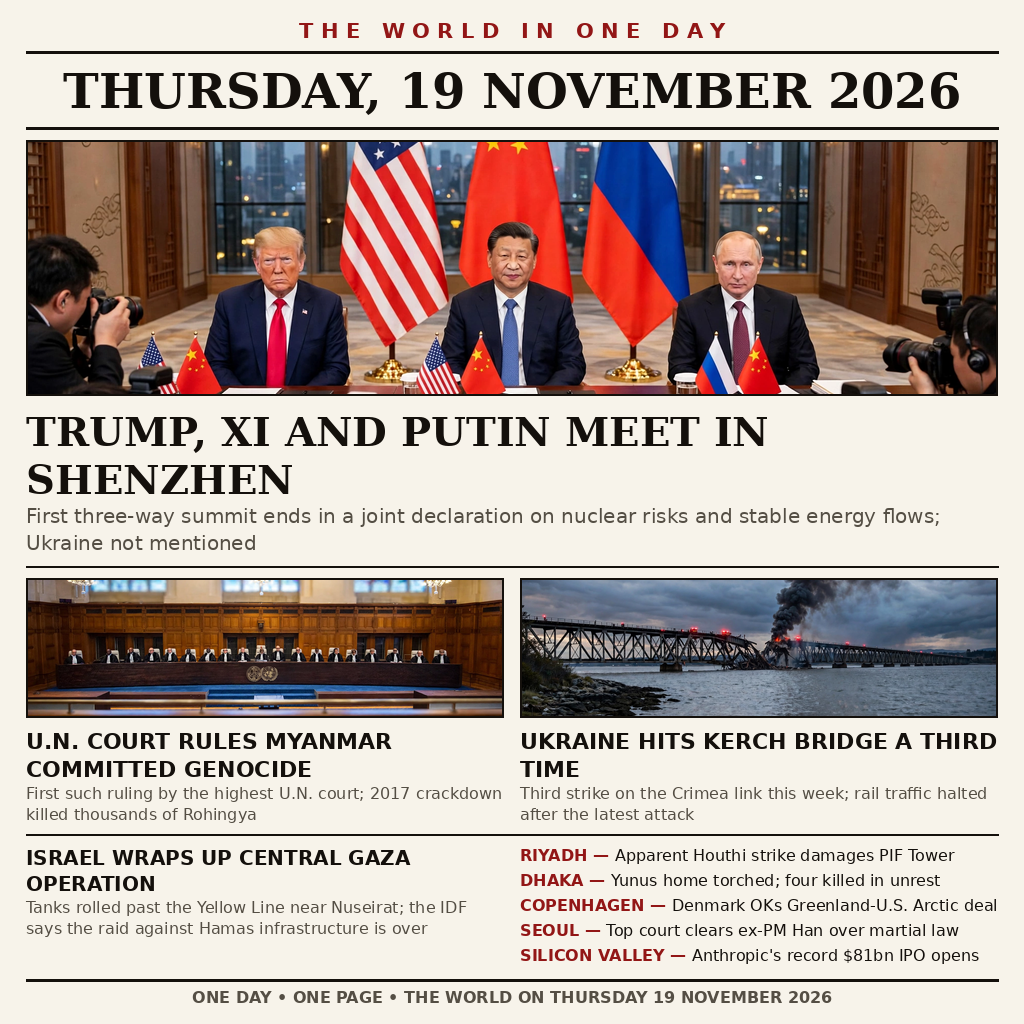 THE WORLD IN ONE DAY
THURSDAY, 19 NOVEMBER 2026
TRUMP, XI AND PUTIN MEET IN
SHENZHEN
First three-way summit ends in a joint declaration on nuclear risks and stable energy flows;
Ukraine not mentioned
U.N. COURT RULES MYANMAR
COMMITTED GENOCIDE
First such ruling by the highest U.N. court; 2017 crackdown
killed thousands of Rohingya
UKRAINE HITS KERCH BRIDGE A THIRD
TIME
Third strike on the Crimea link this week; rail traffic halted
after the latest attack
ISRAEL WRAPS UP CENTRAL GAZA
OPERATION
Tanks rolled past the Yellow Line near Nuseirat; the IDF
says the raid against Hamas infrastructure is over
RIYADH — Apparent Houthi strike damages PIF Tower
DHAKA — Yunus home torched; four killed in unrest
COPENHAGEN — Denmark OKs Greenland-U.S. Arctic deal
SEOUL — Top court clears ex-PM Han over martial law
SILICON VALLEY — Anthropic's record $81bn IPO opens
ONE DAY • ONE PAGE • THE WORLD ON THURSDAY 19 NOVEMBER 2026